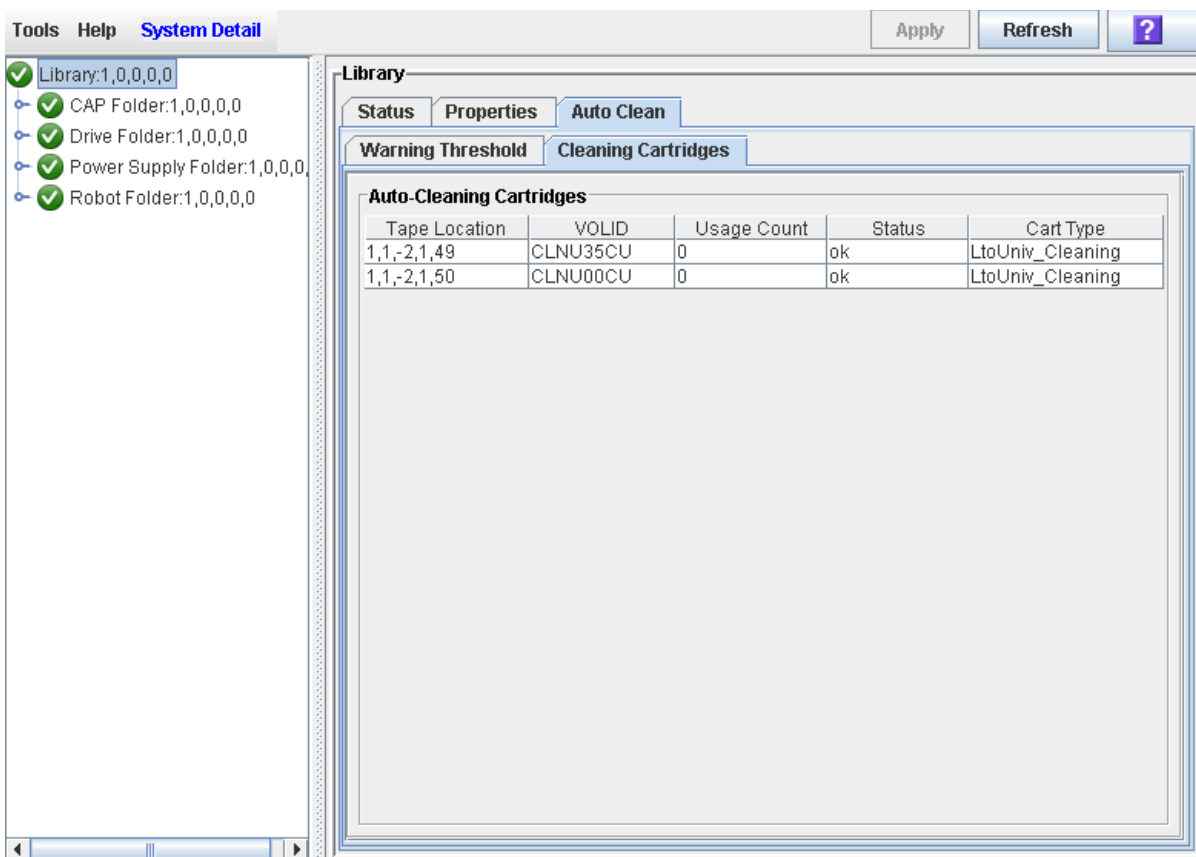 Tools Help System Detail Apply Refresh ?
Library:1,0,0,0,0
CAP Folder:1,0,0,0,0
Drive Folder:1,0,0,0,0
Power Supply Folder:1,0,0,0,
Robot Folder:1,0,0,0,0
Library
Status Properties Auto Clean
Warning Threshold Cleaning Cartridges
Auto-Cleaning Cartridges
Tape Location VOLID Usage Count Status Cart Type
1,1,-2,1,49 CLNU35CU 0 ok LtoUniv_Cleaning
1,1,-2,1,50 CLNU00CU 0 ok LtoUniv_Cleaning